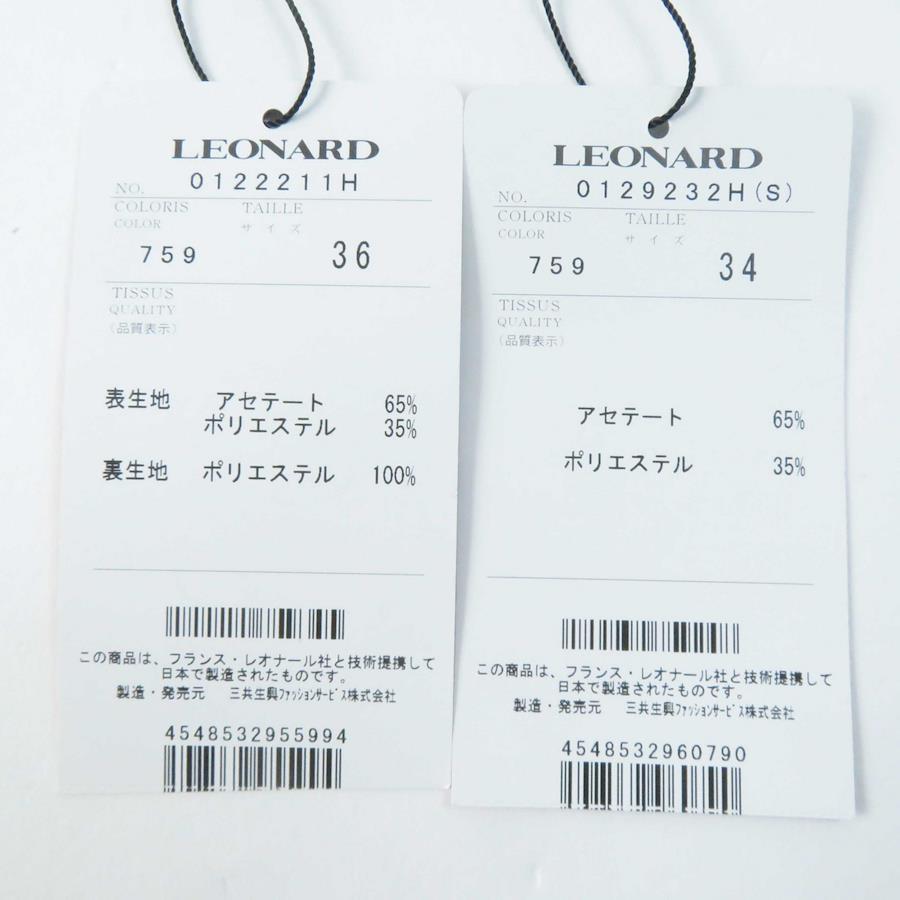 LEONARD
NO. 0122211H
COLORIS TAILLE
COLOR サイズ
759 36
TISSUS
QUALITY
(品質表示)
表生地 アセテート 65%
ポリエステル 35%
裏生地 ポリエステル 100%
この商品は、フランス・レオナール社と技術提携して
日本で製造されたものです。
製造・発売元 三共生興ファッションサービス株式会社
4548532955994
LEONARD
NO. 0129232H(S)
COLORIS TAILLE
COLOR サイズ
759 34
TISSUS
QUALITY
(品質表示)
アセテート 65%
ポリエステル 35%
この商品は、フランス・レオナール社と技術提携して
日本で製造されたものです。
製造・発売元 三共生興ファッションサービス株式会社
4548532960790